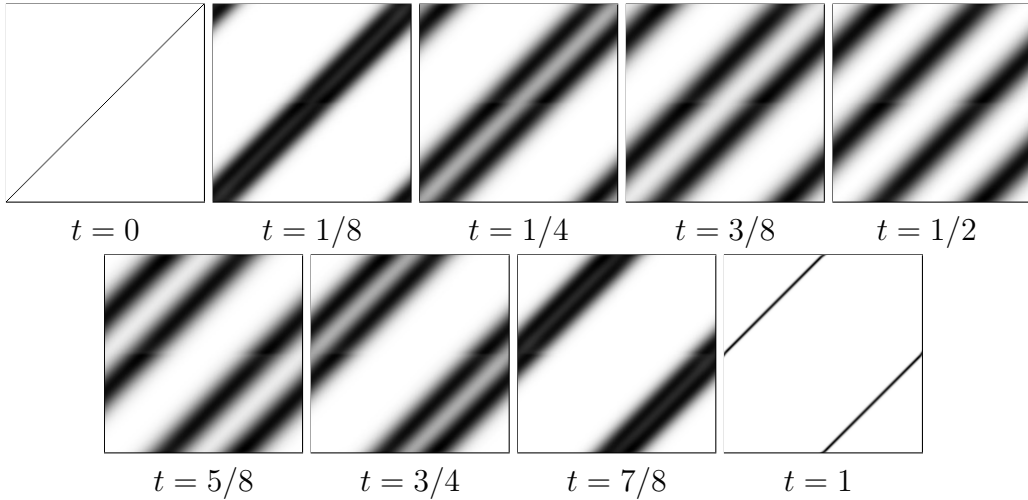 t = 0 t = 1/8 t = 1/4 t = 3/8 t = 1/2
t = 5/8 t = 3/4 t = 7/8 t = 1